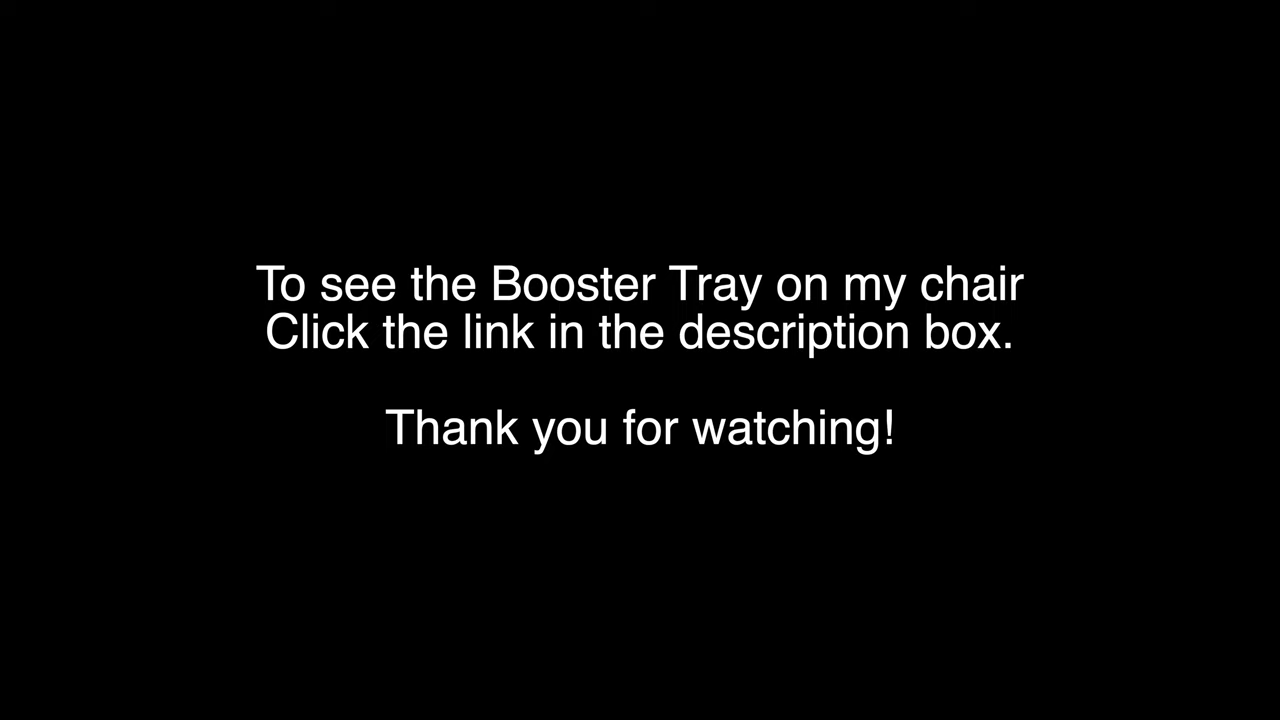 To see the Booster Tray on my chair
Click the link in the description box.
Thank you for watching!